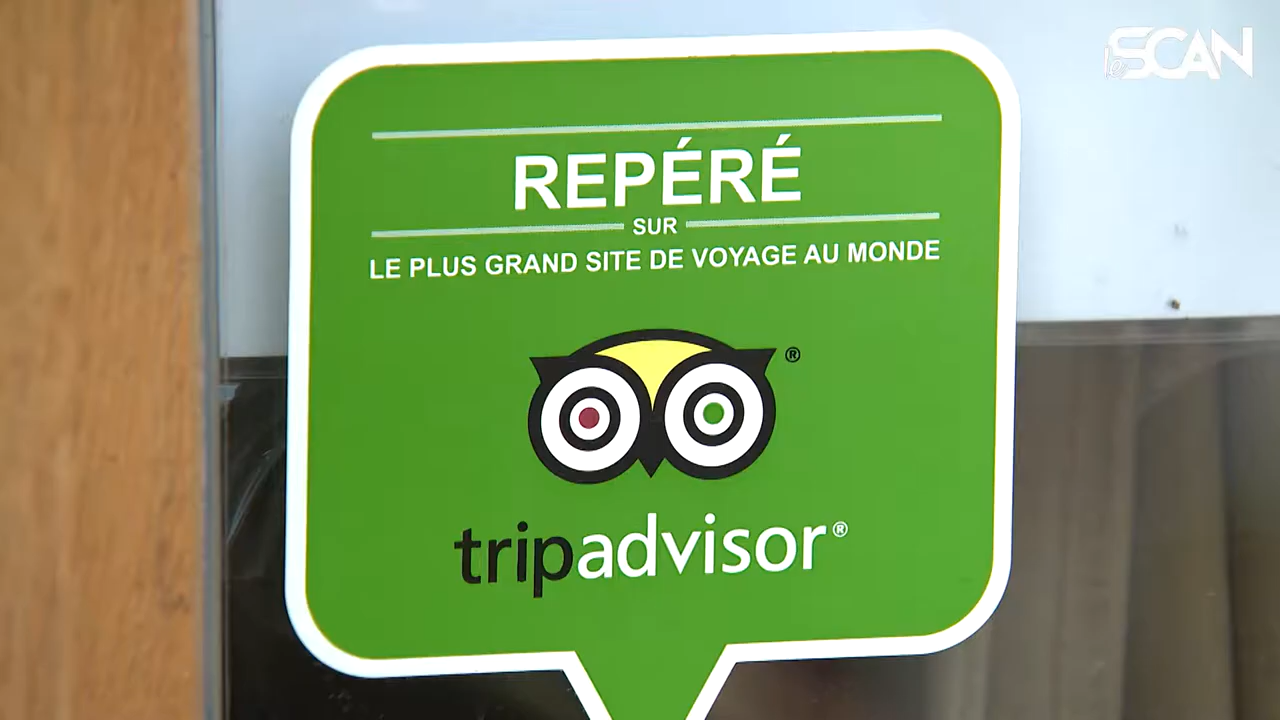 le SCAN
REPÉRÉ
SUR
LE PLUS GRAND SITE DE VOYAGE AU MONDE
®
tripadvisor®